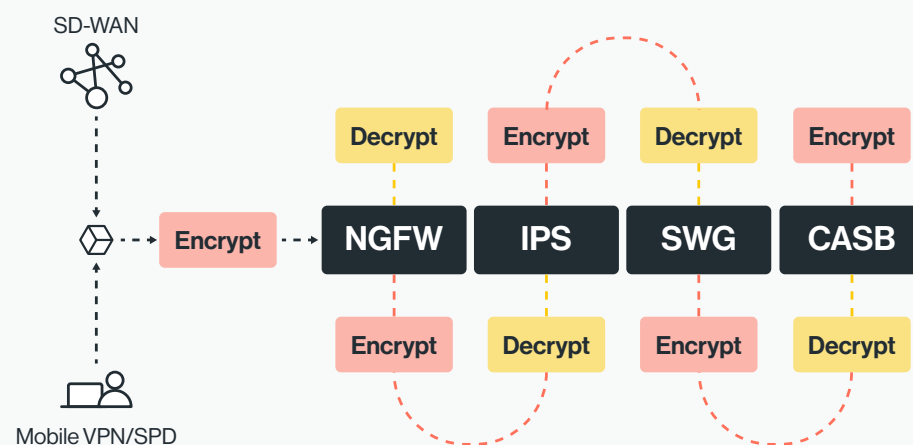 SD-WAN
Decrypt
Encrypt
Decrypt
Encrypt
Encrypt
NGFW
IPS
SWG
CASB
Encrypt
Decrypt
Encrypt
Decrypt
Mobile VPN/SPD